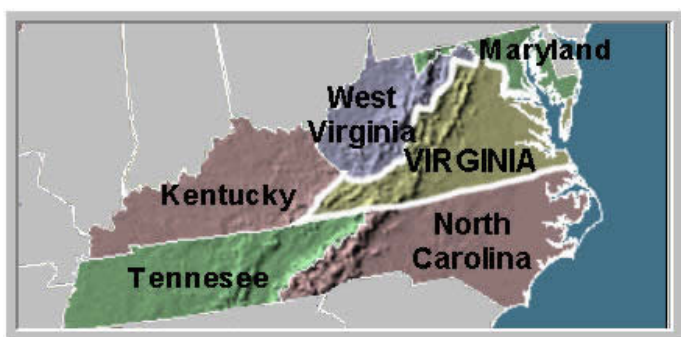 Maryland
West
Virginia
VIRGINIA
Kentucky
North
Carolina
Tennesee